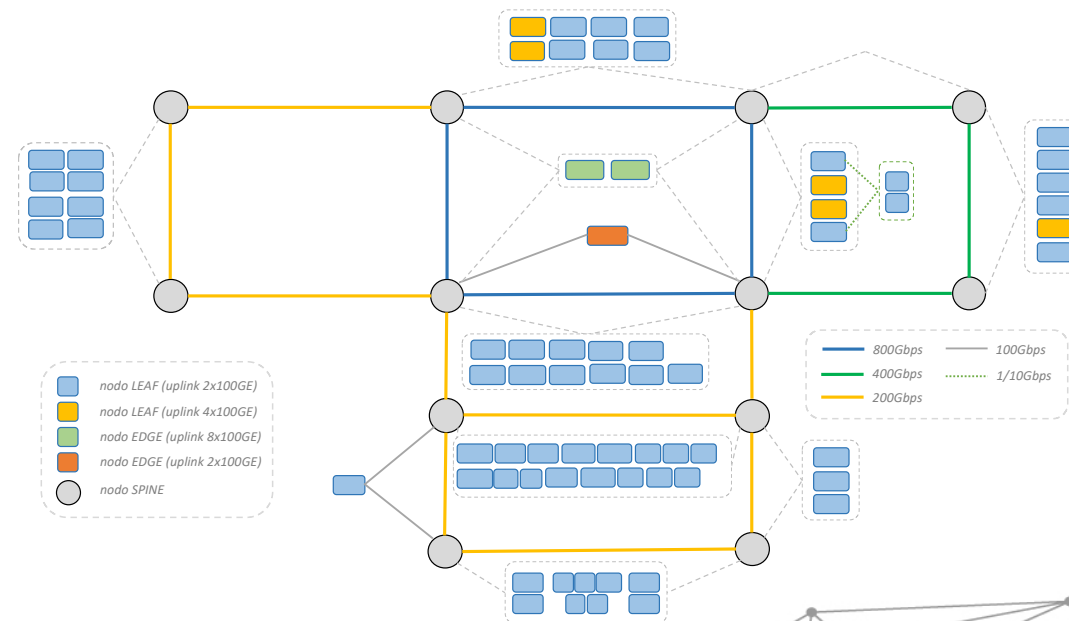 800Gbps
100Gbps
400Gbps
1/10Gbps
200Gbps
nodo LEAF (uplink 2x100GE)
nodo LEAF (uplink 4x100GE)
nodo EDGE (uplink 8x100GE)
nodo EDGE (uplink 2x100GE)
nodo SPINE